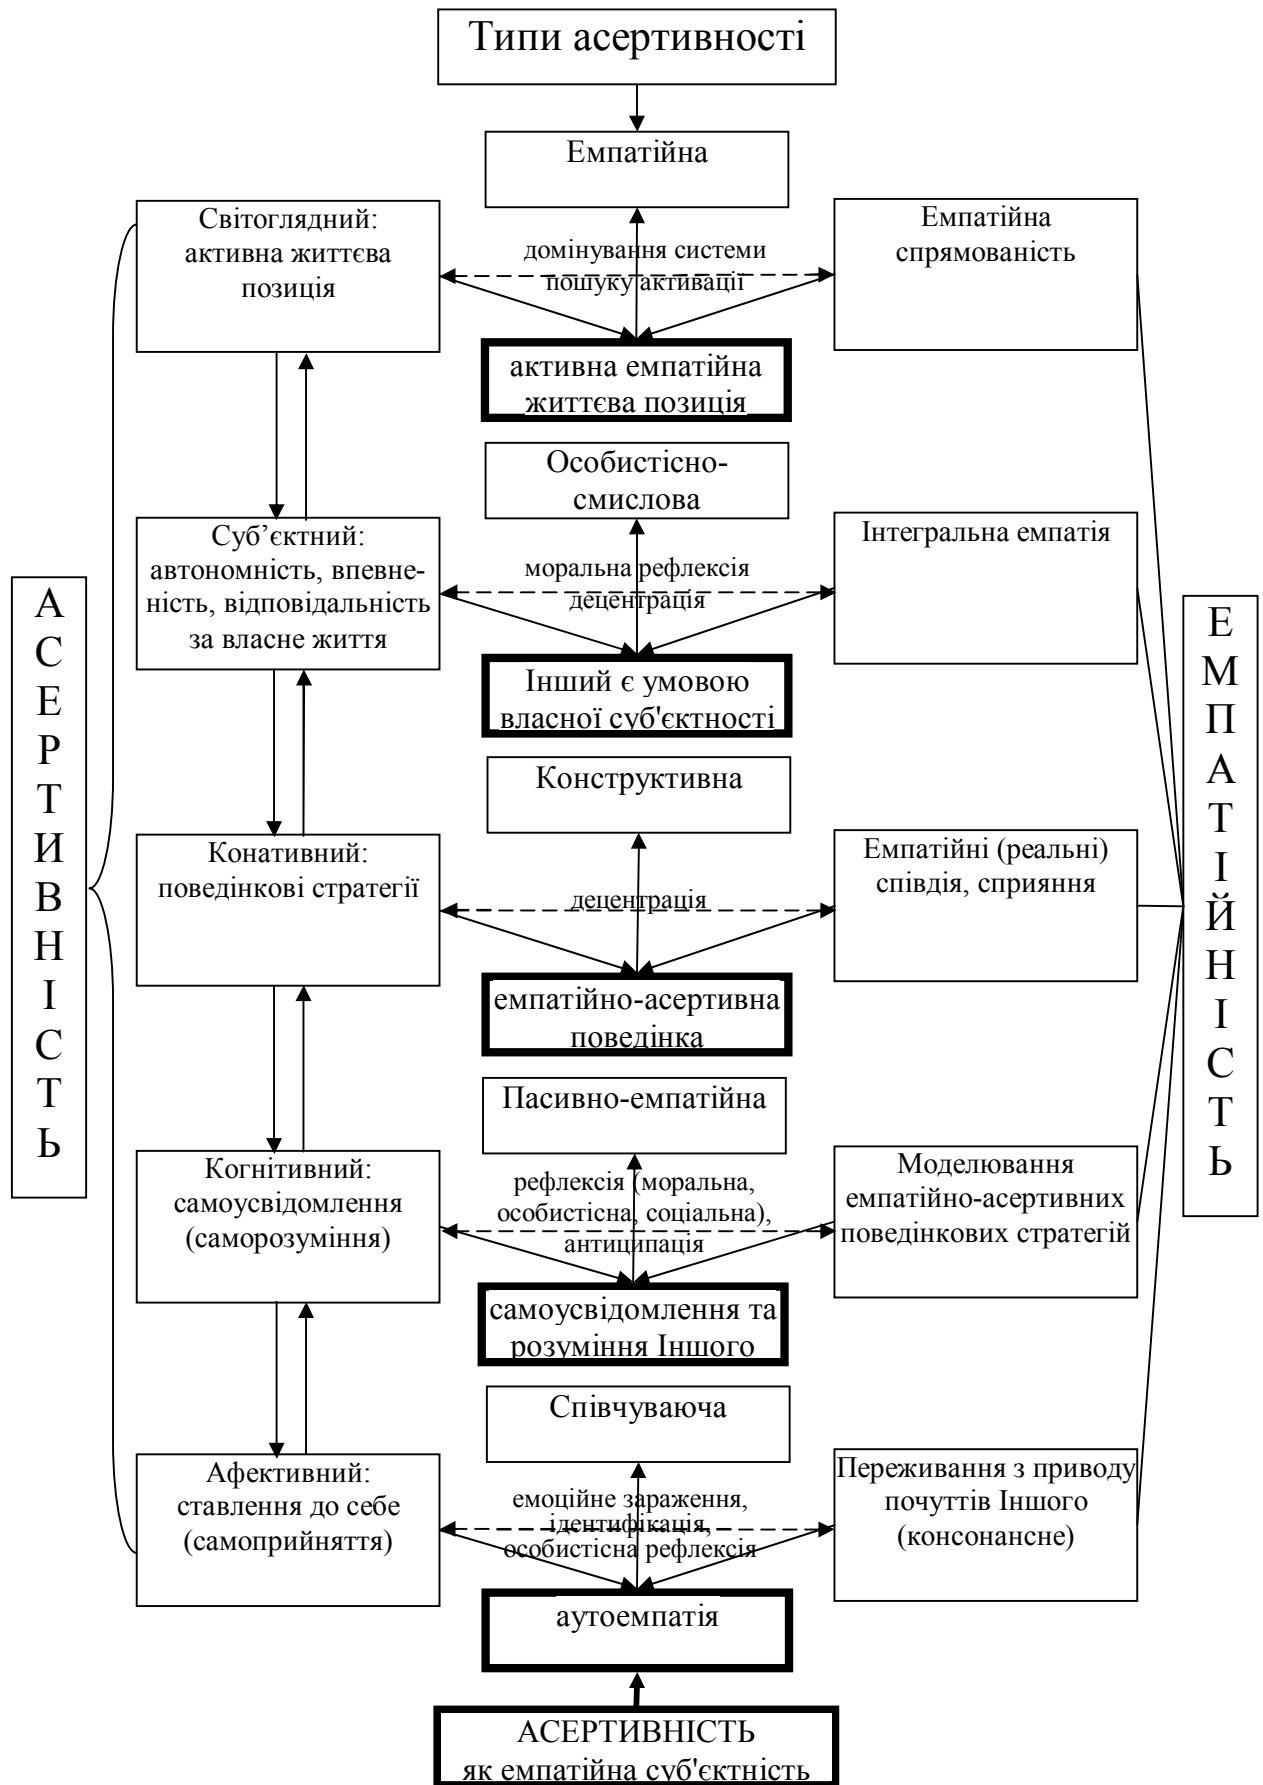 Типи асертивності
Емпатійна
Світоглядний:
активна життєва
позиція
домінування системи
пошуку активації
Емпатійна
спрямованість
активна емпатійна
життєва позиція
Особистісно-
смислова
Суб’єктний:
автономність, впевне-
ність, відповідальність
за власне життя
моральна рефлексія
децентрація
Інтегральна емпатія
Інший є умовою
власної суб'єктності
АСЕРТИВНІСТЬ
ЕМПАТІЙНІСТЬ
Конструктивна
Конативний:
поведінкові стратегії
децентрація
Емпатійні (реальні)
співдія, сприяння
емпатійно-асертивна
поведінка
Пасивно-емпатійна
Когнітивний:
самоусвідомлення
(саморозуміння)
рефлексія (моральна,
особистісна, соціальна),
антиципація
Моделювання
емпатійно-асертивних
поведінкових стратегій
самоусвідомлення та
розуміння Іншого
Співчуваюча
Афективний:
ставлення до себе
(самоприйняття)
емоційне зараження,
ідентифікація,
особистісна рефлексія
Переживання з приводу
почуттів Іншого
(консонансне)
аутоемпатія
АСЕРТИВНІСТЬ
як емпатійна суб'єктність